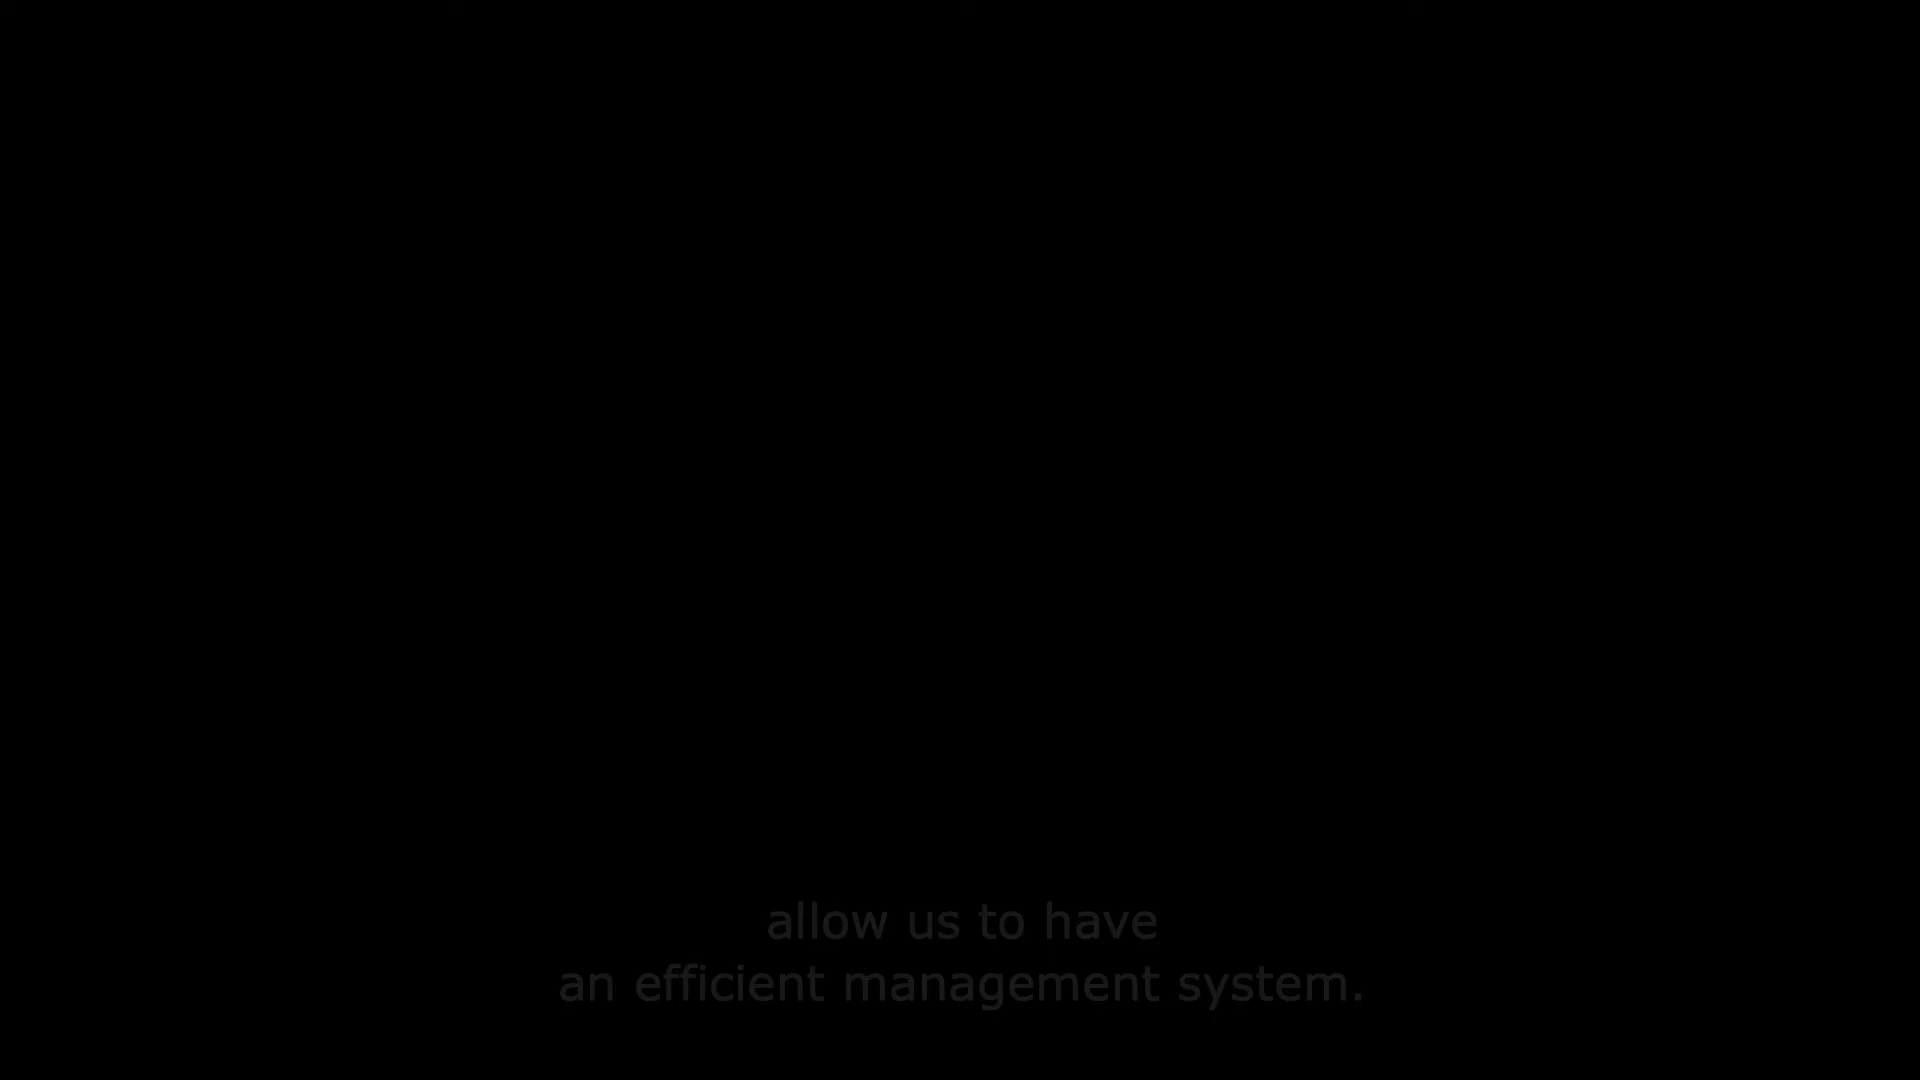 allow us to have
an efficient management system.